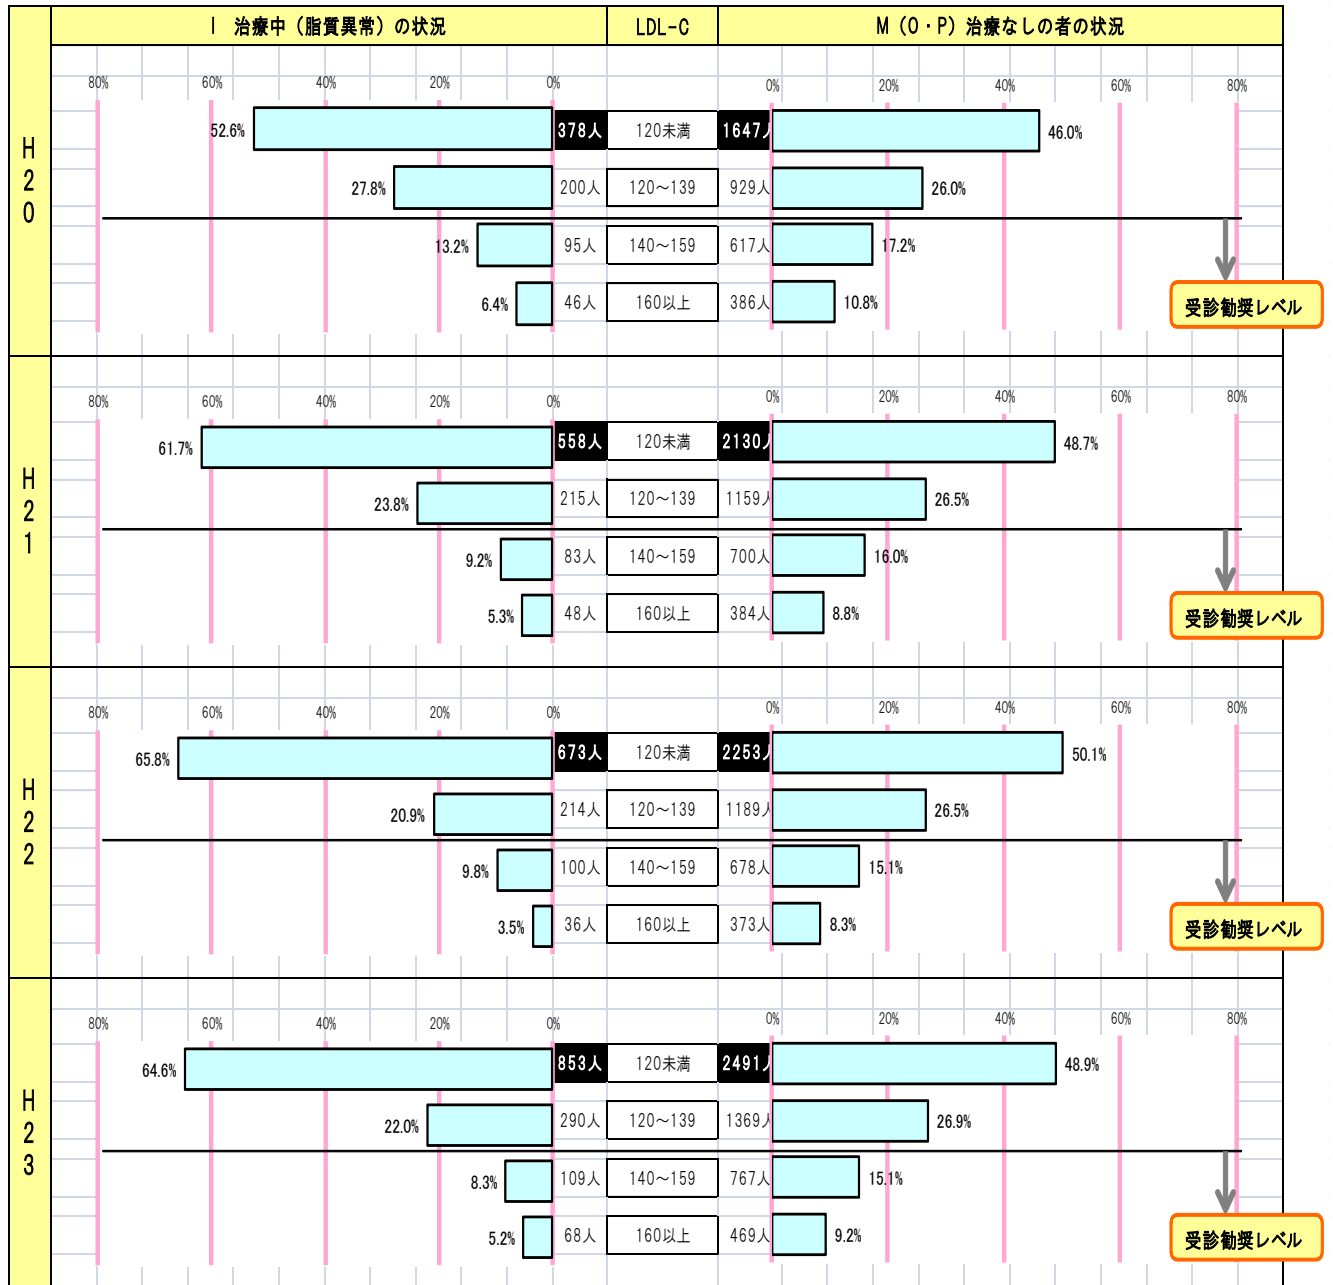 I 治療中（脂質異常）の状況 LDL-C M（O・P）治療なしの者の状況
H20
80% 60% 40% 20% 0% 0% 20% 40% 60% 80%
52.6% 378人 120未満 1647人 46.0%
27.8% 200人 120～139 929人 26.0%
13.2% 95人 140～159 617人 17.2%
6.4% 46人 160以上 386人 10.8%
受診勧奨レベル
H21
80% 60% 40% 20% 0% 0% 20% 40% 60% 80%
61.7% 558人 120未満 2130人 48.7%
23.8% 215人 120～139 1159人 26.5%
9.2% 83人 140～159 700人 16.0%
5.3% 48人 160以上 384人 8.8%
受診勧奨レベル
H22
80% 60% 40% 20% 0% 0% 20% 40% 60% 80%
65.8% 673人 120未満 2253人 50.1%
20.9% 214人 120～139 1189人 26.5%
9.8% 100人 140～159 678人 15.1%
3.5% 36人 160以上 373人 8.3%
受診勧奨レベル
H23
80% 60% 40% 20% 0% 0% 20% 40% 60% 80%
64.6% 853人 120未満 2491人 48.9%
22.0% 290人 120～139 1369人 26.9%
8.3% 109人 140～159 767人 15.1%
5.2% 68人 160以上 469人 9.2%
受診勧奨レベル